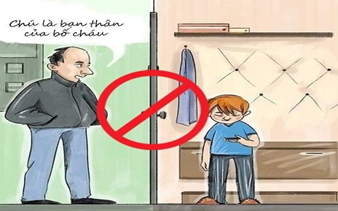 Chú là bạn thân
của bố cháu